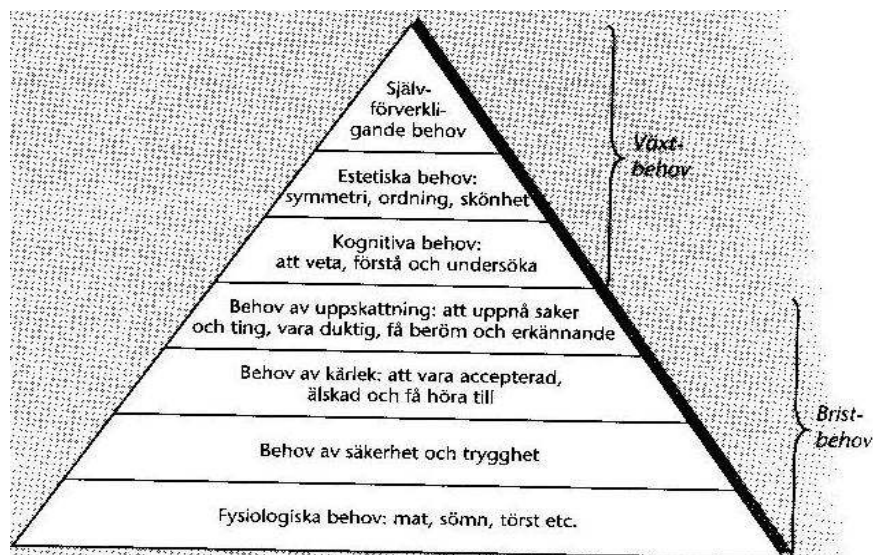 Själv-
förverkli-
gande behov
Estetiska behov:
symmetri, ordning, skönhet
Kognitiva behov:
att veta, förstå och undersöka
Växt-
behov
Behov av uppskattning: att uppnå saker
och ting, vara duktig, få beröm och erkännande
Behov av kärlek: att vara accepterad,
älskad och få höra till
Behov av säkerhet och trygghet
Fysiologiska behov: mat, sömn, törst etc.
Brist-
behov